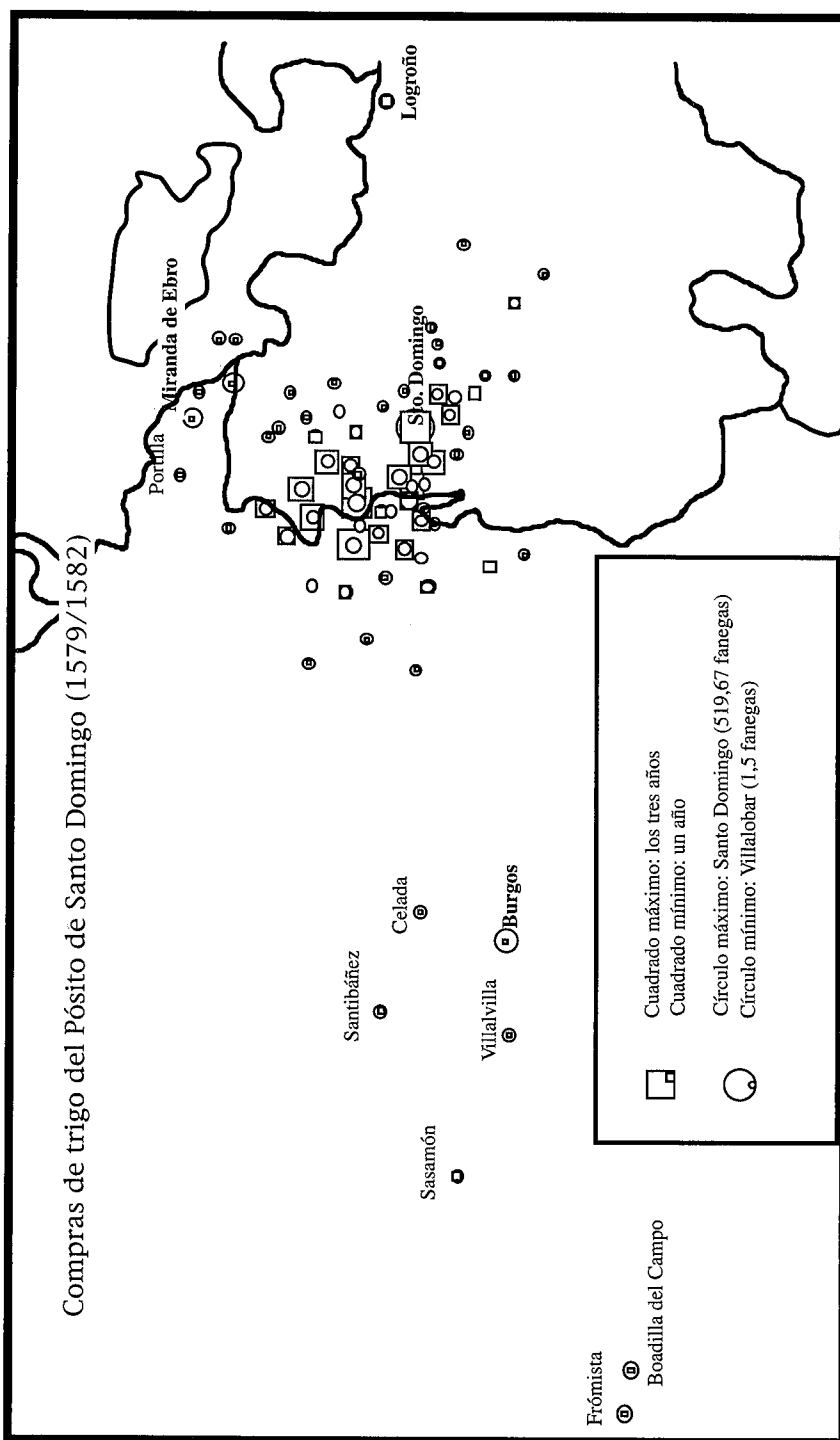 Compras de trigo del Pósito de Santo Domingo (1579/1582)
Portilla
Miranda de Ebro
Logroño
Sto. Domingo
Santibáñez
Celada
Sasamón
Villalvilla
Burgos
Frómista
Boadilla del Campo
Cuadrado máximo: los tres años
Cuadrado mínimo: un año
Círculo máximo: Santo Domingo (519,67 fanegas)
Círculo mínimo: Villalobar (1,5 fanegas)